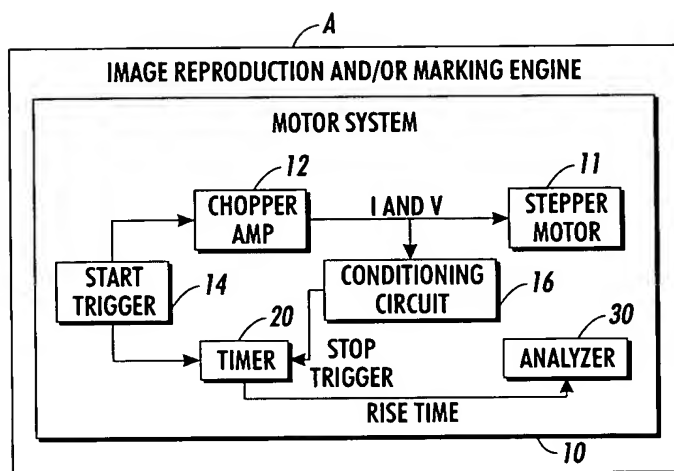 A
IMAGE REPRODUCTION AND/OR MARKING ENGINE
MOTOR SYSTEM
12
CHOPPER
AMP
I AND V
11
STEPPER
MOTOR
START
TRIGGER
14
CONDITIONING
CIRCUIT
16
20
TIMER
STOP
TRIGGER
30
ANALYZER
RISE TIME
10